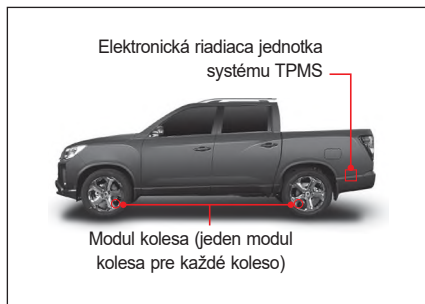 Elektronická riadiaca jednotka
systému TPMS
Modul kolesa (jeden modul
kolesa pre každé koleso)